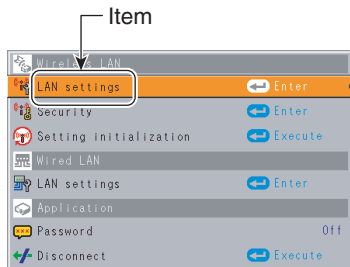 Item
Wireless LAN
LAN settings Enter
Security Enter
Setting initialization Execute
Wired LAN
LAN settings Enter
Application
Password Off
Disconnect Execute